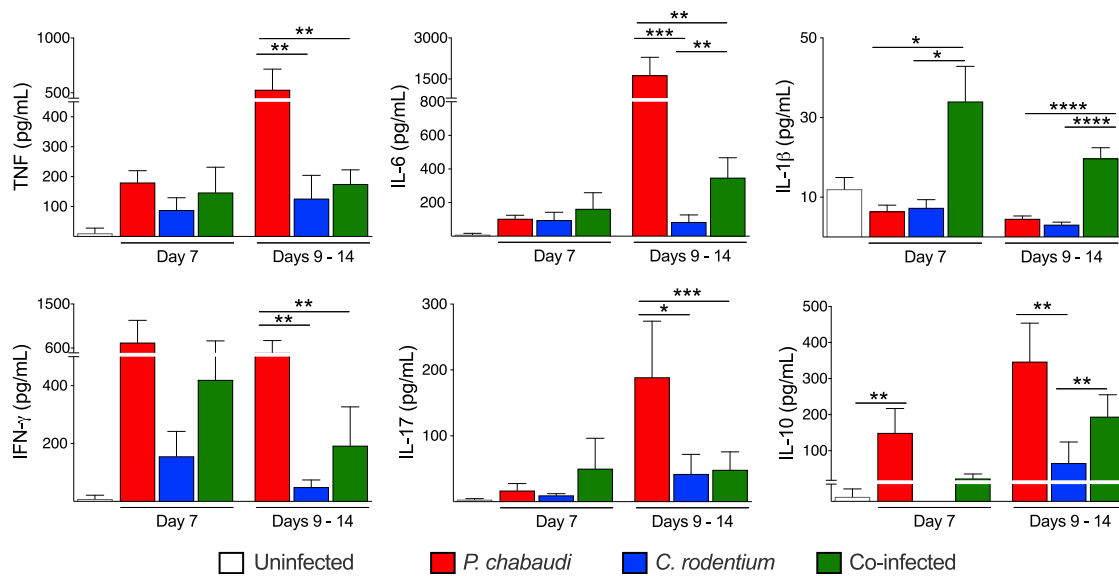 TNF (pg/mL)
1000
500
400
300
200
100
** **
Day 7 Days 9 - 14
IL-6 (pg/mL)
3000
1500
800
600
400
200
**
*** **
Day 7 Days 9 - 14
IL-1β (pg/mL)
50
30
10
*
*
****
****
Day 7 Days 9 - 14
IFN-γ (pg/mL)
1500
600
400
200
**
**
Day 7 Days 9 - 14
IL-17 (pg/mL)
300
200
100
***
*
Day 7 Days 9 - 14
IL-10 (pg/mL)
500
400
300
200
100
** ** **
Day 7 Days 9 - 14
Uninfected P. chabaudi C. rodentium Co-infected